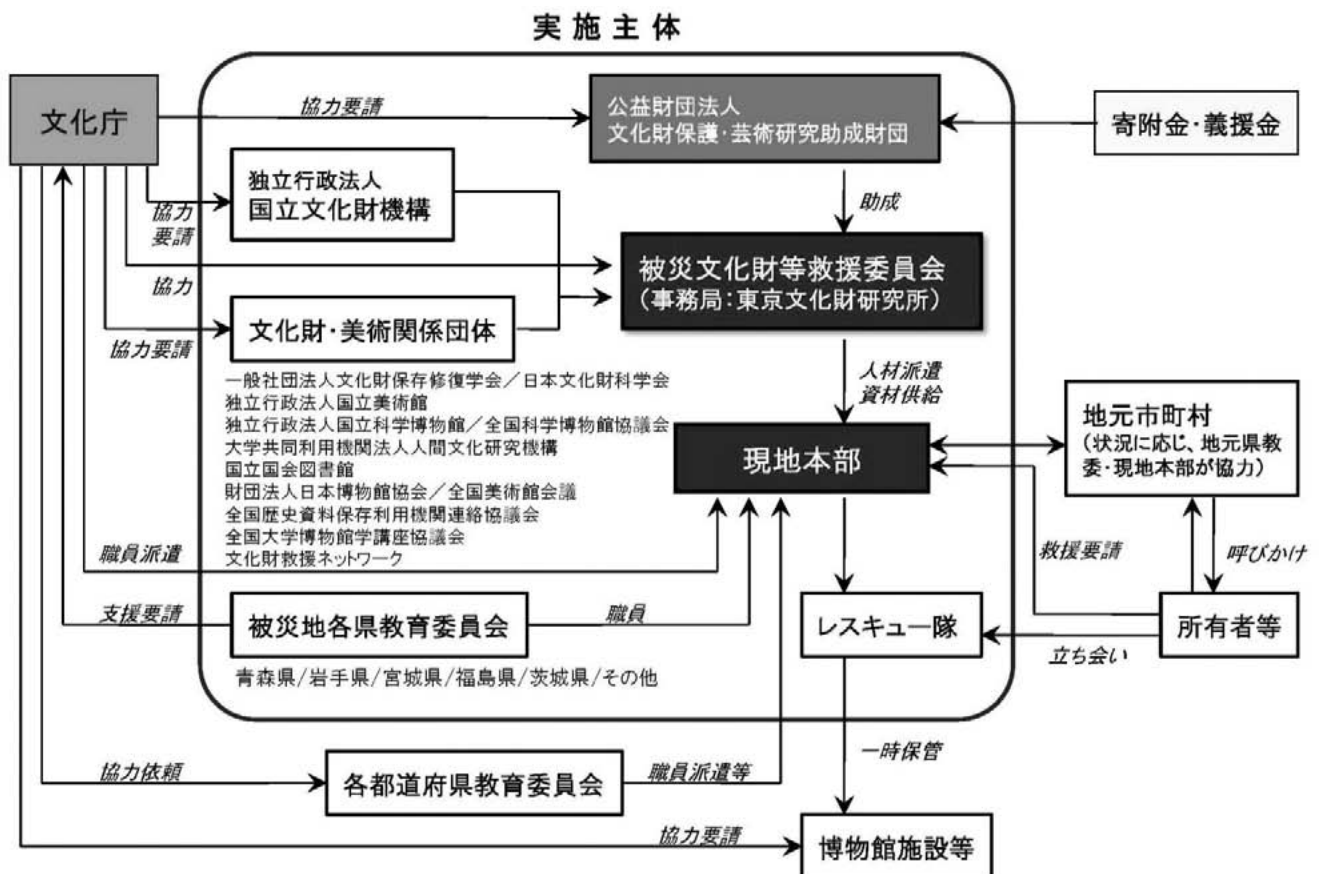 実施主体
文化庁
協力要請
公益財団法人
文化財保護・芸術研究助成財団
寄附金・義援金
独立行政法人
国立文化財機構
協力
要請
助成
被災文化財等救援委員会
(事務局:東京文化財研究所)
協力
文化財・美術関係団体
協力要請
一般社団法人文化財保存修復学会/日本文化財科学会
独立行政法人国立美術館
独立行政法人国立科学博物館/全国科学博物館協議会
大学共同利用機関法人人間文化研究機構
国立国会図書館
財団法人日本博物館協会/全国美術館会議
全国歴史資料保存利用機関連絡協議会
全国大学博物館学講座協議会
文化財救援ネットワーク
人材派遣
資材供給
現地本部
地元市町村
(状況に応じ、地元県教
委・現地本部が協力)
職員派遣
救援要請
呼びかけ
支援要請
被災地各県教育委員会
職員
レスキュー隊
所有者等
立ち会い
青森県/岩手県/宮城県/福島県/茨城県/その他
一時保管
協力依頼
各都道府県教育委員会
職員派遣等
協力要請
博物館施設等